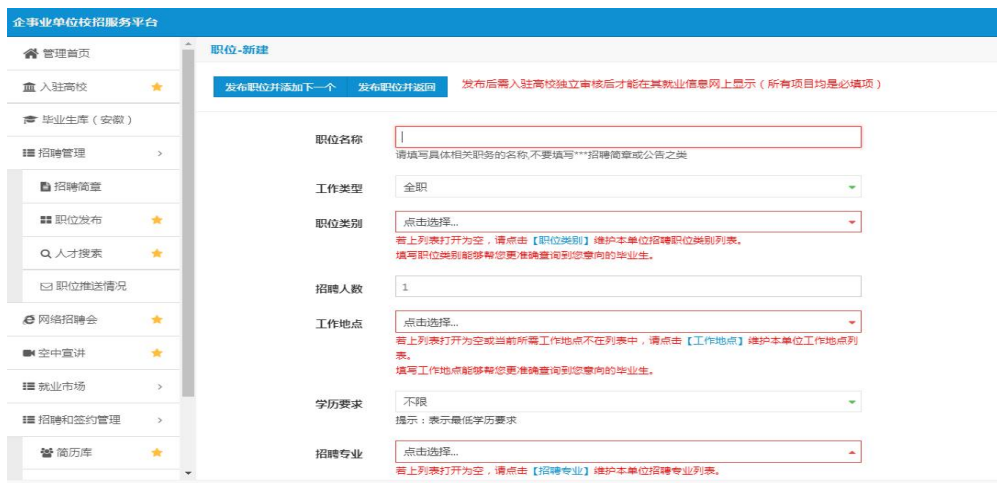 企事业单位校招服务平台
管理首页
入驻高校
毕业生库（安徽）
招聘管理
招聘简章
职位发布
人才搜索
职位推送情况
网络招聘会
空中宣讲
就业市场
招聘和签约管理
简历库
职位-新建
发布职位并添加下一个 发布职位并返回 发布后需入驻高校独立审核后才能在其就业信息网上显示（所有项目均是必填项）
职位名称
请填写具体相关职务的名称,不要填写***招聘简章或公告之类
工作类型 全职
职位类别 点击选择...
若上列表打开为空，请点击【职位类别】维护本单位招聘职位类别列表。
填写职位类别能够帮您更准确查询到您意向的毕业生。
招聘人数 1
工作地点 点击选择...
若上列表打开为空或当前所需工作地点不在列表中，请点击【工作地点】维护本单位工作地点列
表。
填写工作地点能够帮您更准确查询到您意向的毕业生。
学历要求 不限
提示：表示最低学历要求
招聘专业 点击选择...
若上列表打开为空，请点击【招聘专业】维护本单位招聘专业列表。